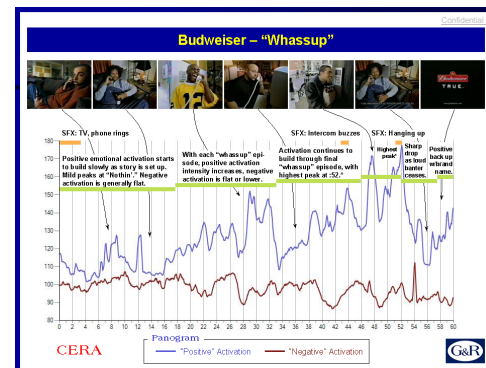 Confidential
Budweiser – “Whassup”
Budweiser
TRUE.
SFX: TV, phone rings
SFX: Intercom buzzes
SFX: Hanging up
Positive emotional activation starts
to build slowly as story is set up.
Mild peaks at “Nothin’.” Negative
activation is generally flat.
With each “whassup” epi-
sode, positive activation
intensity increases, negative
activation is flat or lower.
Activation continues to
build through final
“whassup” episode, with
highest peak at :52.*
Highest
peak*
Sharp
drop
as loud
banter
ceases.
Positive
back up
w/brand
name.
180
170
160
150
140
130
120
110
100
90
80
0 2 4 6 8 10 12 14 16 18 20 22 24 26 28 30 32 34 36 38 40 42 44 46 48 50 52 54 56 58 60
CERA
Panogram
"Positive" Activation
"Negative" Activation
G&R